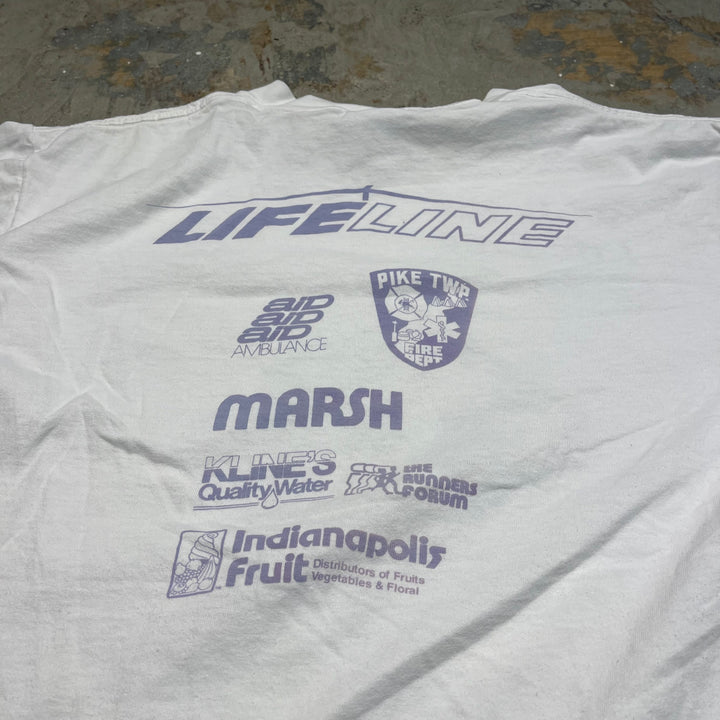 LIFELINE
PIKE TWP
FIRE
DEPT
aiD
aiD
aiD
AMBULANCE
MARSH
KLINE'S
Quality Water
THE
RUNNERS
FORUM
Indianapolis
Fruit
Distributors of Fruits
Vegetables & Floral